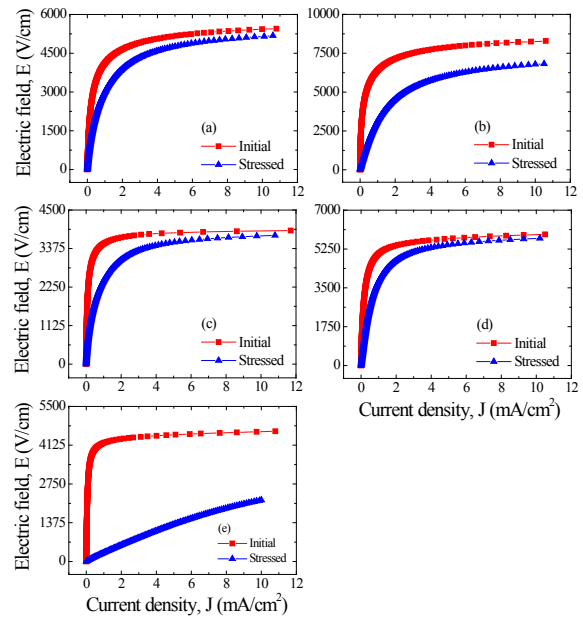 6000
4500
3000
1500
0
Electric field, E (V/cm)
(a)
Initial
Stressed
0 2 4 6 8 10 12
10000
7500
5000
2500
0
(b)
Initial
Stressed
0 2 4 6 8 10 12
4500
3375
2250
1125
0
Electric field, E (V/cm)
(c)
Initial
Stressed
0 2 4 6 8 10 12
7000
5250
3500
1750
0
(d)
Initial
Stressed
0 2 4 6 8 10 12
Current density, J (mA/cm²)
5500
4125
2750
1375
0
Electric field, E (V/cm)
(e)
Initial
Stressed
0 2 4 6 8 10 12
Current density, J (mA/cm²)